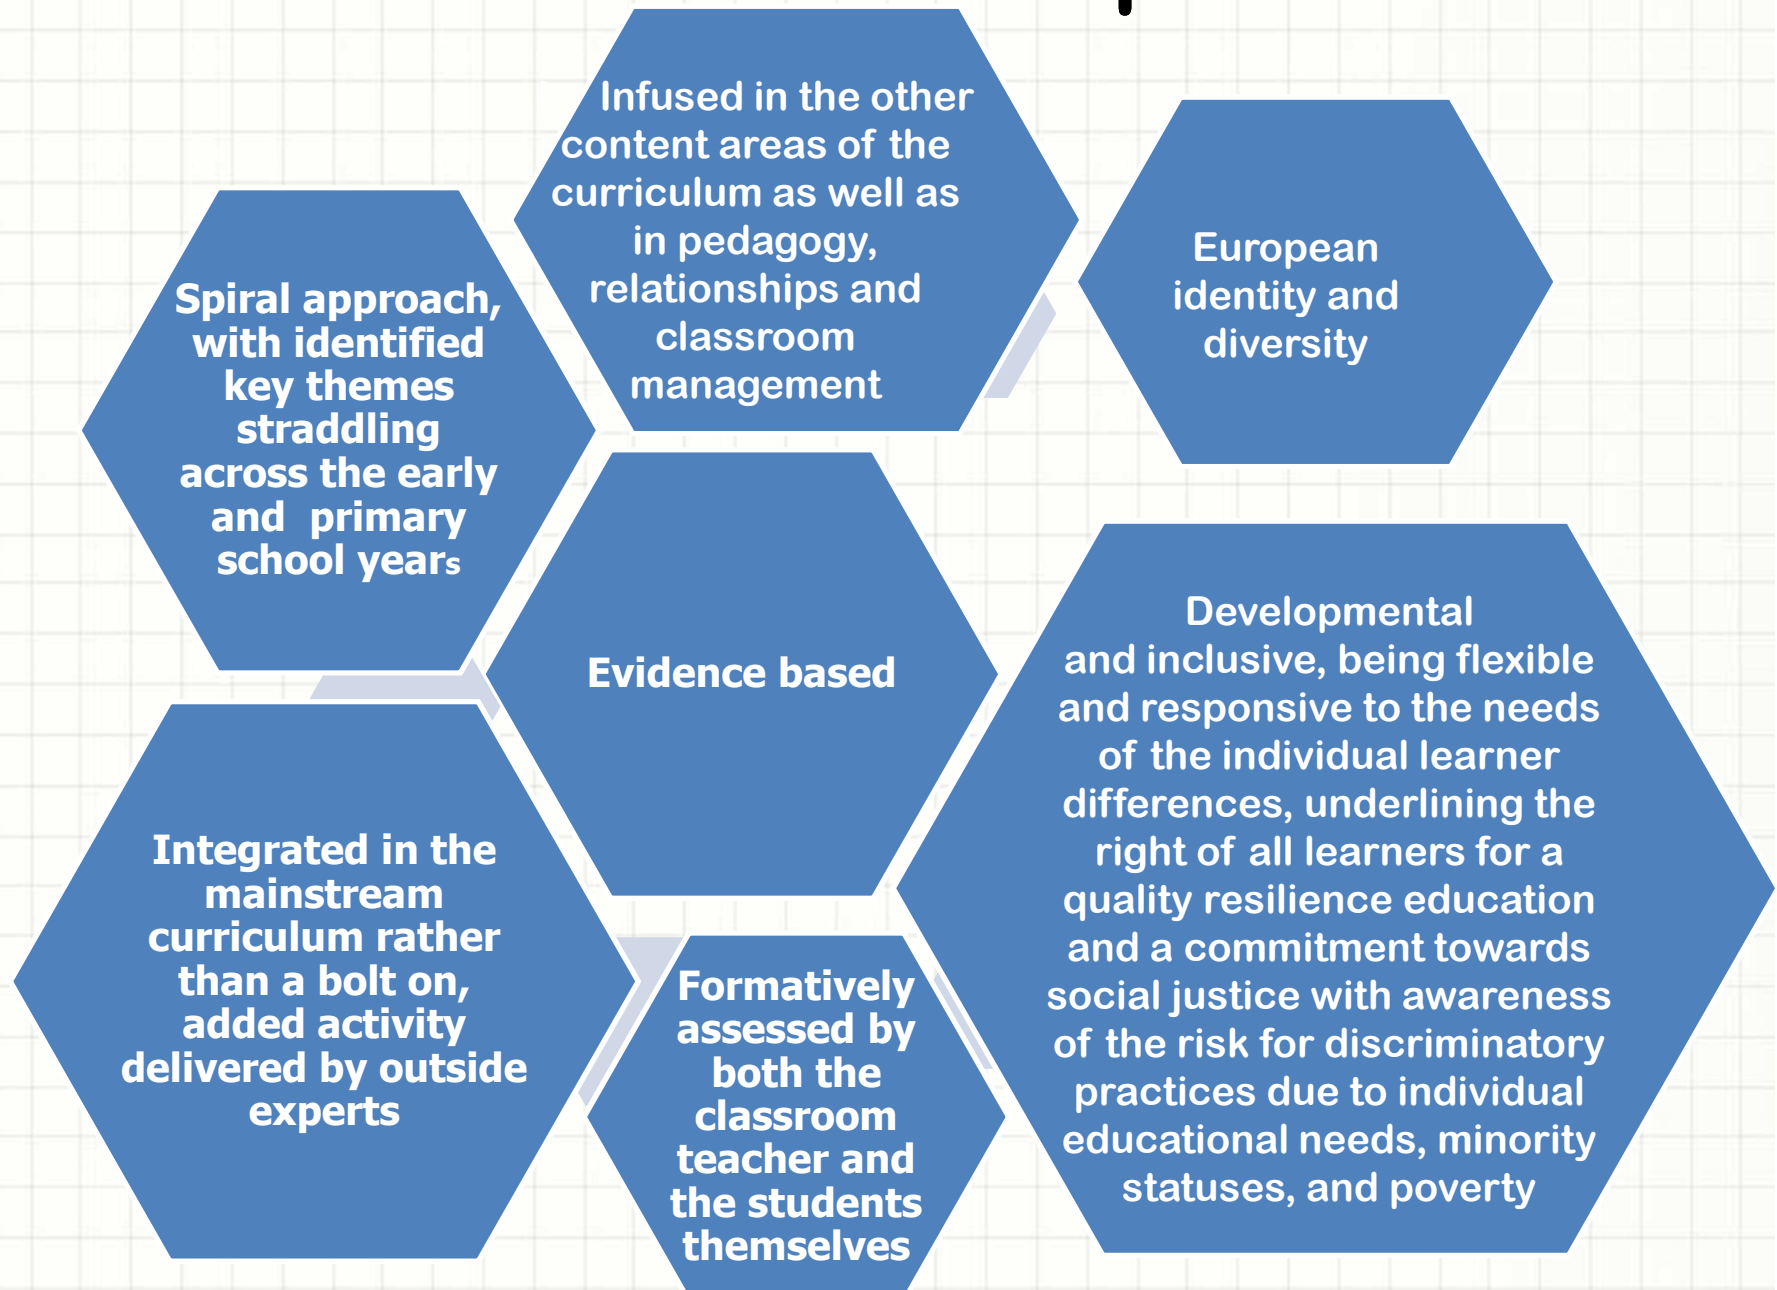 Infused in the other
content areas of the
curriculum as well as
in pedagogy,
relationships and
classroom
management
European
identity and
diversity
Spiral approach,
with identified
key themes
straddling
across the early
and primary
school years
Evidence based
Developmental
and inclusive, being flexible
and responsive to the needs
of the individual learner
differences, underlining the
right of all learners for a
quality resilience education
and a commitment towards
social justice with awareness
of the risk for discriminatory
practices due to individual
educational needs, minority
statuses, and poverty
Integrated in the
mainstream
curriculum rather
than a bolt on,
added activity
delivered by outside
experts
Formatively
assessed by
both the
classroom
teacher and
the students
themselves